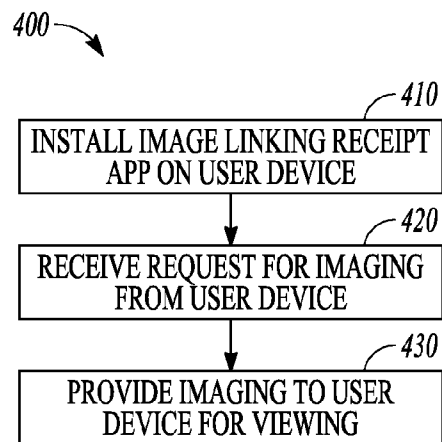 400
410
INSTALL IMAGE LINKING RECEIPT
APP ON USER DEVICE
420
RECEIVE REQUEST FOR IMAGING
FROM USER DEVICE
430
PROVIDE IMAGING TO USER
DEVICE FOR VIEWING